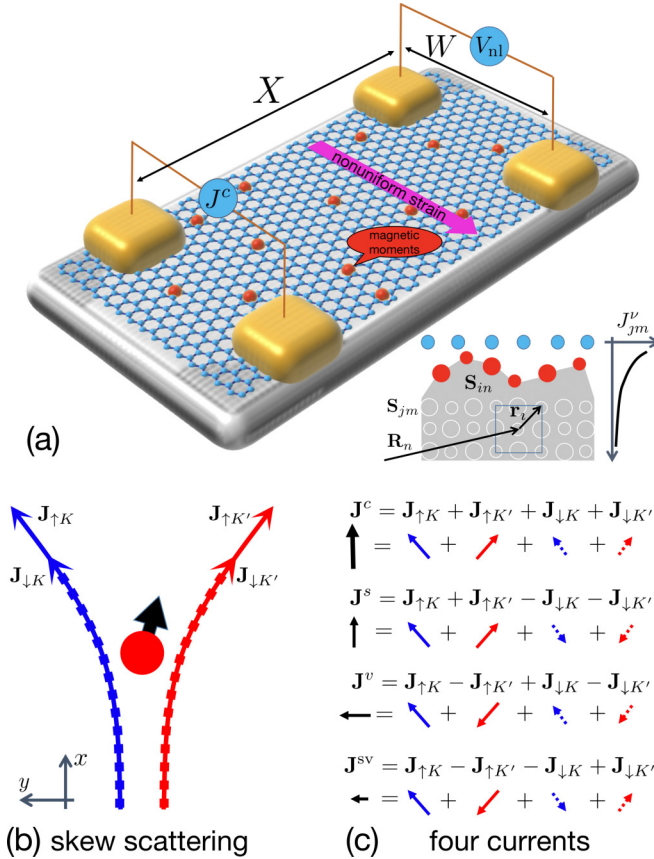 X
W
V_nl
J^c
nonuniform strain
magnetic
moments
J^ν_jm
S_in
S_jm
r_i
R_n
(a)
J_↑K
J_↑K′
J_↓K
J_↓K′
x
y
(b) skew scattering
J^c = J_↑K + J_↑K′ + J_↓K + J_↓K′
= + + +
J^s = J_↑K + J_↑K′ − J_↓K − J_↓K′
= + + +
J^v = J_↑K − J_↑K′ + J_↓K − J_↓K′
= + + +
J^sv = J_↑K − J_↑K′ − J_↓K + J_↓K′
= + + +
(c) four currents